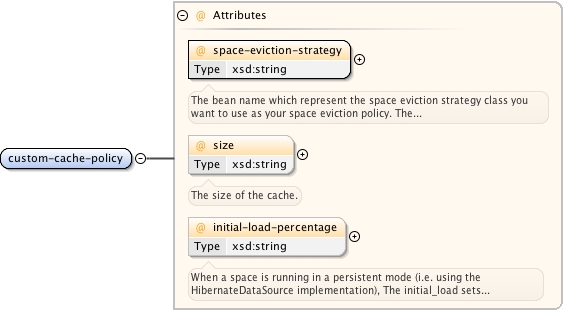 @ Attributes
@ space-eviction-strategy
Type xsd:string
The bean name which represent the space eviction strategy class you
want to use as your space eviction policy. The...
custom-cache-policy
@ size
Type xsd:string
The size of the cache.
@ initial-load-percentage
Type xsd:string
When a space is running in a persistent mode (i.e. using the
HibernateDataSource implementation), The initial_load sets...